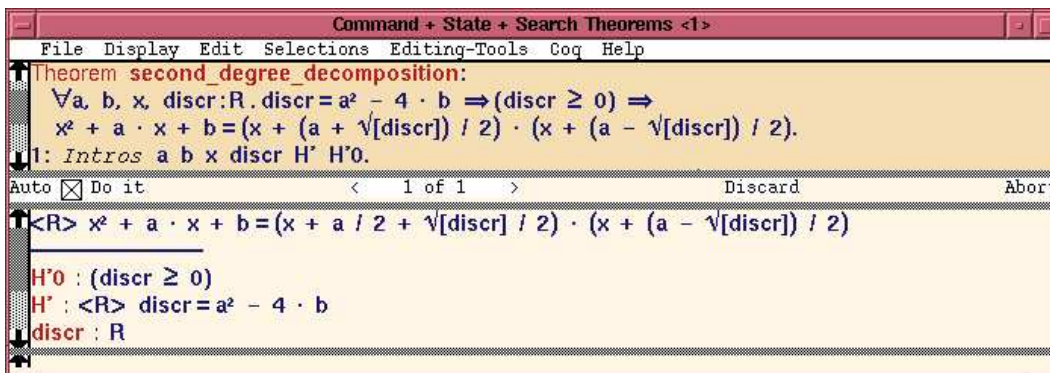 Command + State + Search Theorems <1>
File Display Edit Selections Editing-Tools Coq Help
Theorem second_degree_decomposition:
∀a, b, x, discr:R . discr = a² − 4 · b ⇒ (discr ≥ 0) ⇒
x² + a · x + b = (x + (a + √[discr]) / 2) · (x + (a − √[discr]) / 2).
1: Intros a b x discr H' H'0.
Auto Do it < 1 of 1 > Discard Abor
<R> x² + a · x + b = (x + a / 2 + √[discr] / 2) · (x + (a − √[discr]) / 2)
H'0 : (discr ≥ 0)
H' : <R> discr = a² − 4 · b
discr : R